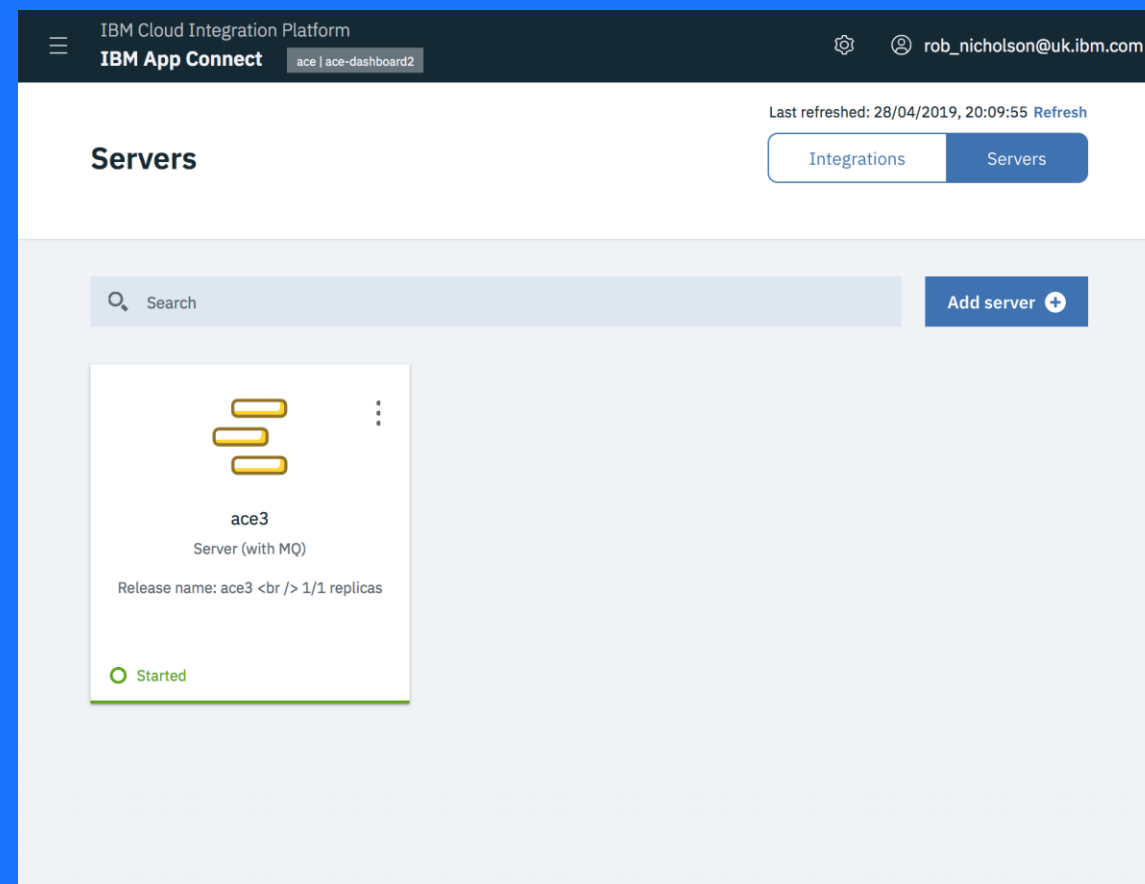 IBM Cloud Integration Platform
IBM App Connect
ace | ace-dashboard2
rob_nicholson@uk.ibm.com
Last refreshed: 28/04/2019, 20:09:55 Refresh
Servers
Integrations
Servers
Search
Add server
ace3
Server (with MQ)
Release name: ace3 <br /> 1/1 replicas
Started